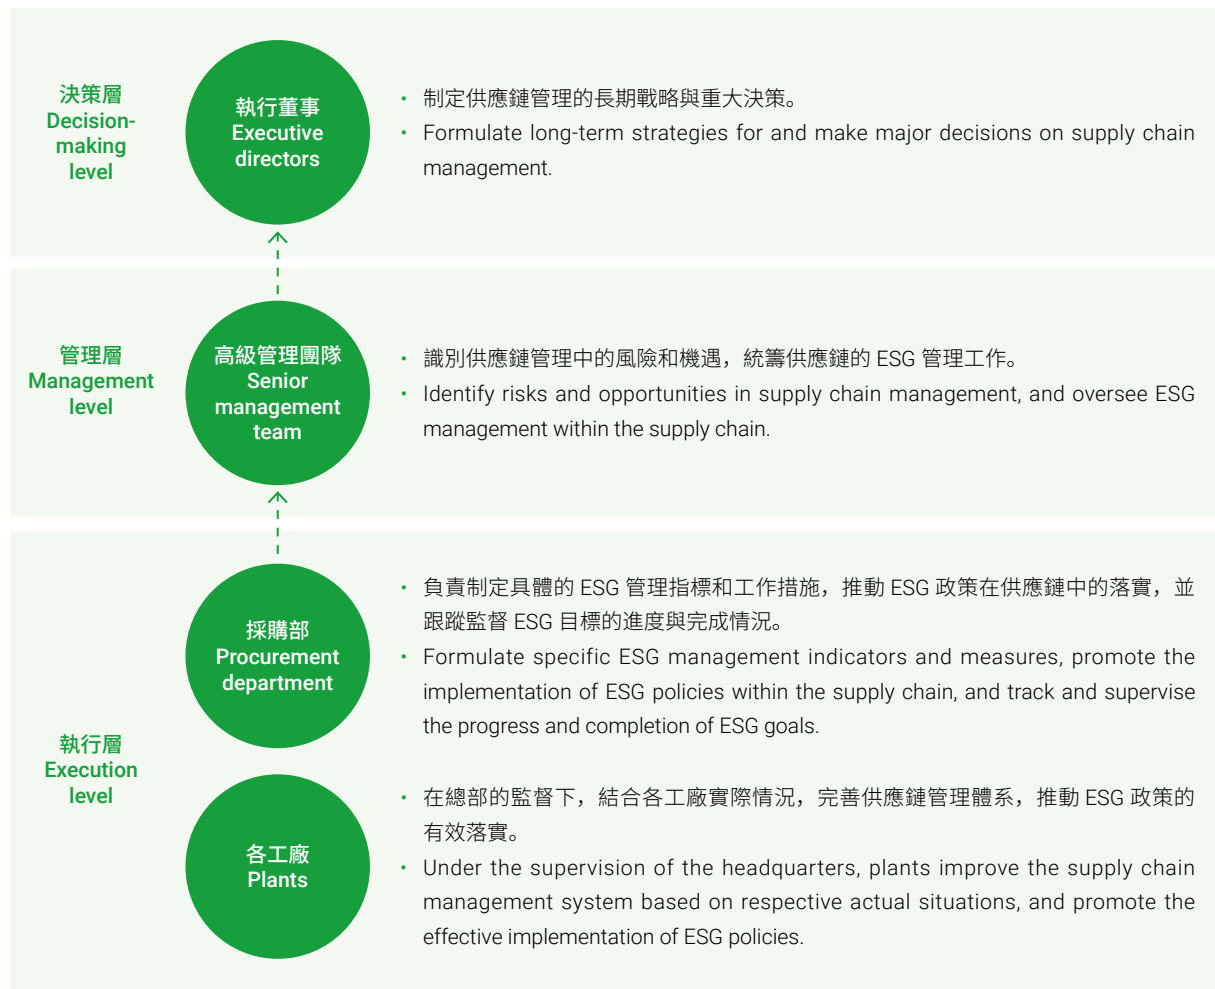 決策層
Decision-
making
level
執行董事
Executive
directors
• 制定供應鏈管理的長期戰略與重大決策。
• Formulate long-term strategies for and make major decisions on supply chain
management.
管理層
Management
level
高級管理團隊
Senior
management
team
• 識別供應鏈管理中的風險和機遇，統籌供應鏈的 ESG 管理工作。
• Identify risks and opportunities in supply chain management, and oversee ESG
management within the supply chain.
執行層
Execution
level
採購部
Procurement
department
• 負責制定具體的 ESG 管理指標和工作措施，推動 ESG 政策在供應鏈中的落實，並
跟蹤監督 ESG 目標的進度與完成情況。
• Formulate specific ESG management indicators and measures, promote the
implementation of ESG policies within the supply chain, and track and supervise
the progress and completion of ESG goals.
各工廠
Plants
• 在總部的監督下，結合各工廠實際情況，完善供應鏈管理體系，推動 ESG 政策的
有效落實。
• Under the supervision of the headquarters, plants improve the supply chain
management system based on respective actual situations, and promote the
effective implementation of ESG policies.